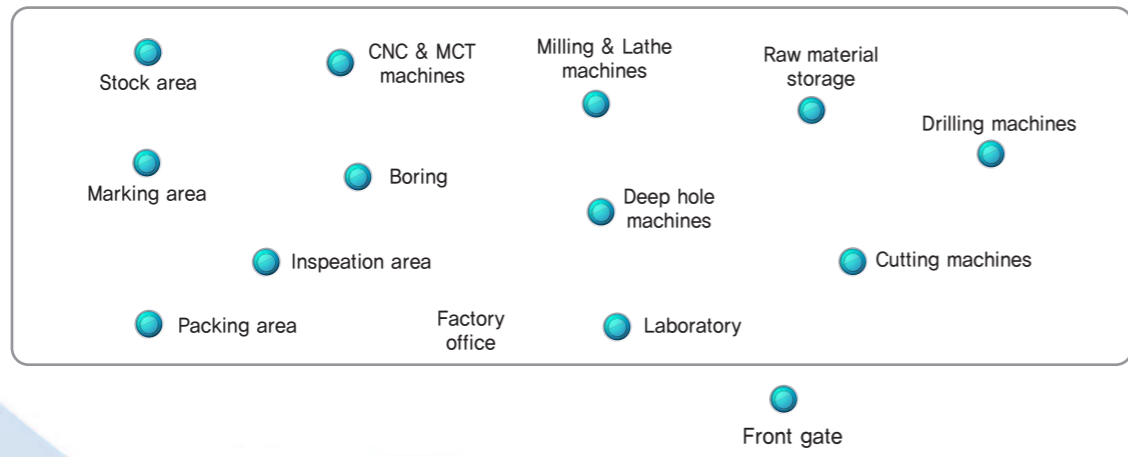 Stock area
CNC & MCT
machines
Milling & Lathe
machines
Raw material
storage
Drilling machines
Marking area
Boring
Deep hole
machines
Inspeation area
Cutting machines
Packing area
Factory
office
Laboratory
Front gate